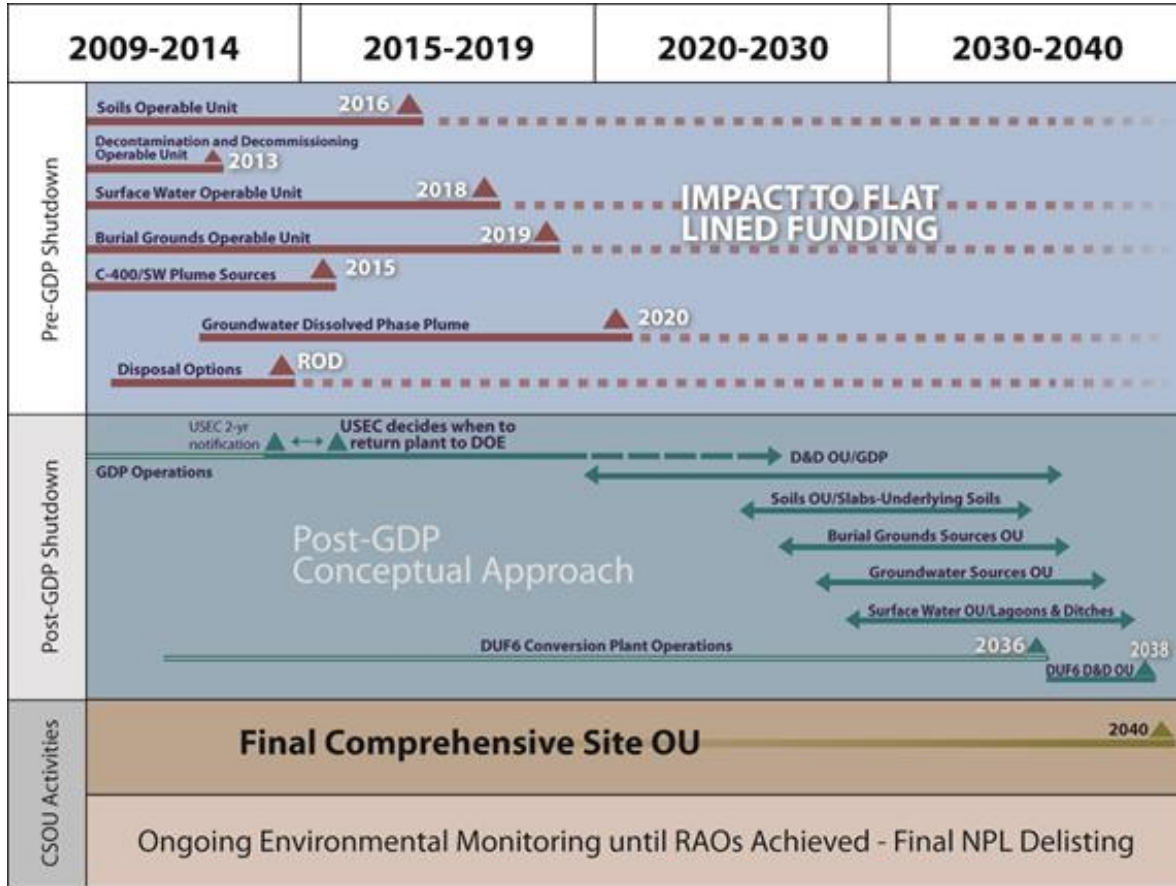 2009-2014 2015-2019 2020-2030 2030-2040
Pre-GDP Shutdown
Soils Operable Unit 2016
Decontamination and Decommissioning
Operable Unit 2013
Surface Water Operable Unit 2018
IMPACT TO FLAT
LINED FUNDING
Burial Grounds Operable Unit 2019
C-400/SW Plume Sources 2015
Groundwater Dissolved Phase Plume 2020
Disposal Options ROD
Post-GDP Shutdown
USEC 2-yr
notification
USEC decides when to
return plant to DOE
GDP Operations
D&D OU/GDP
Soils OU/Slabs-Underlying Soils
Post-GDP
Conceptual Approach
Burial Grounds Sources OU
Groundwater Sources OU
Surface Water OU/Lagoons & Ditches
DUF6 Conversion Plant Operations 2036
2038
DUF6 D&D OU
CSOU Activities
Final Comprehensive Site OU 2040
Ongoing Environmental Monitoring until RAOs Achieved - Final NPL Delisting